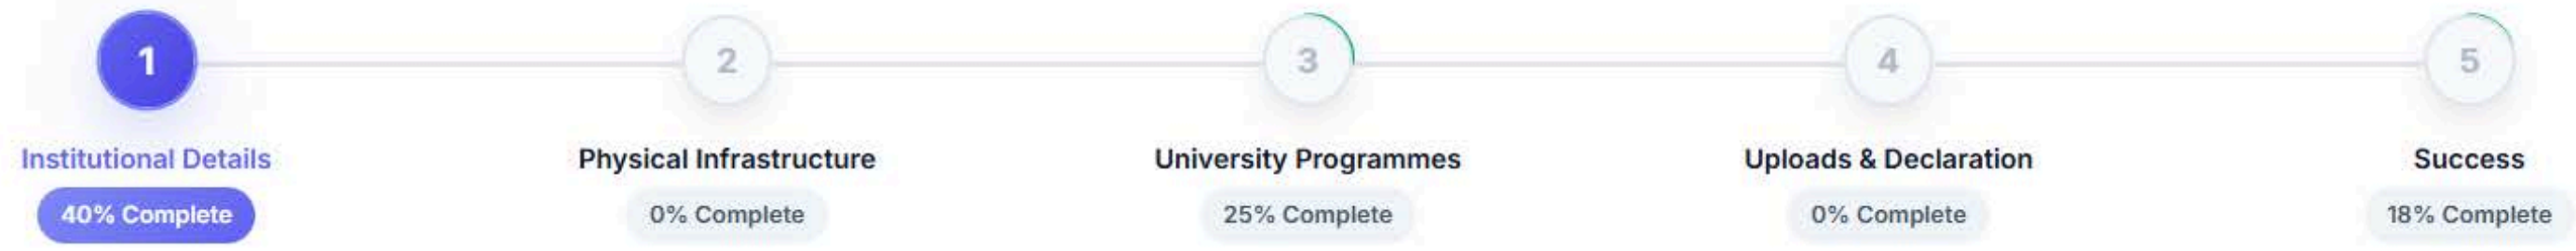 1 2 3 4 5
Institutional Details Physical Infrastructure University Programmes Uploads & Declaration Success
40% Complete 0% Complete 25% Complete 0% Complete 18% Complete